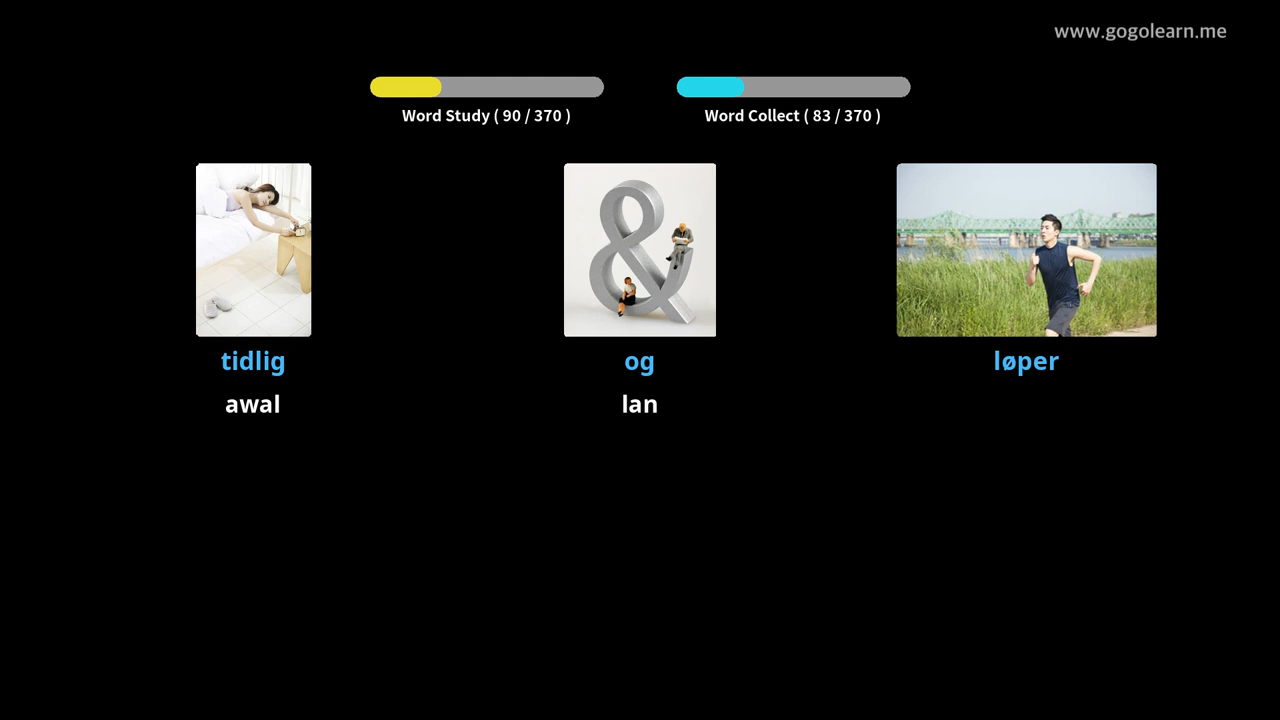 www.gogolearn.me
Word Study ( 90 / 370 )
Word Collect ( 83 / 370 )
tidlig
og
løper
awal
lan